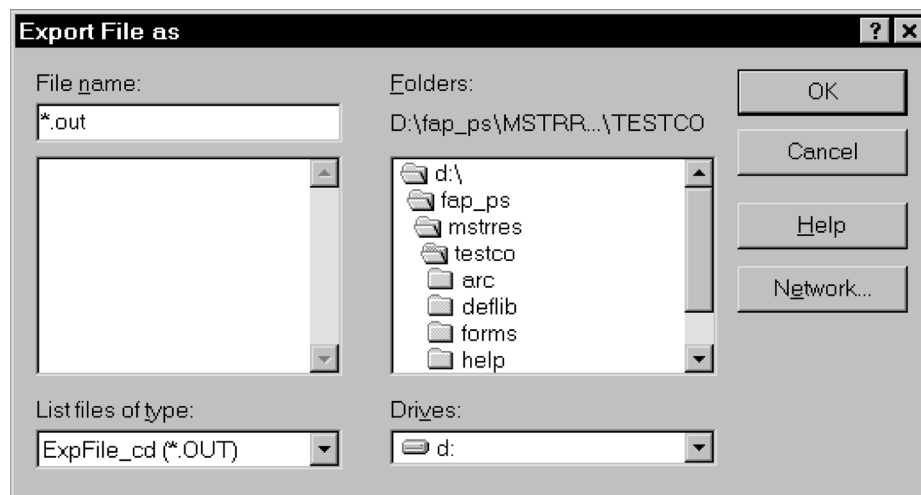 Export File as
File name:
*.out
Folders:
D:\fap_ps\MSTRR...\TESTCO
d:\
fap_ps
mstrres
testco
arc
deflib
forms
help
List files of type:
ExpFile_cd (*.OUT)
Drives:
d:
OK
Cancel
Help
Network...